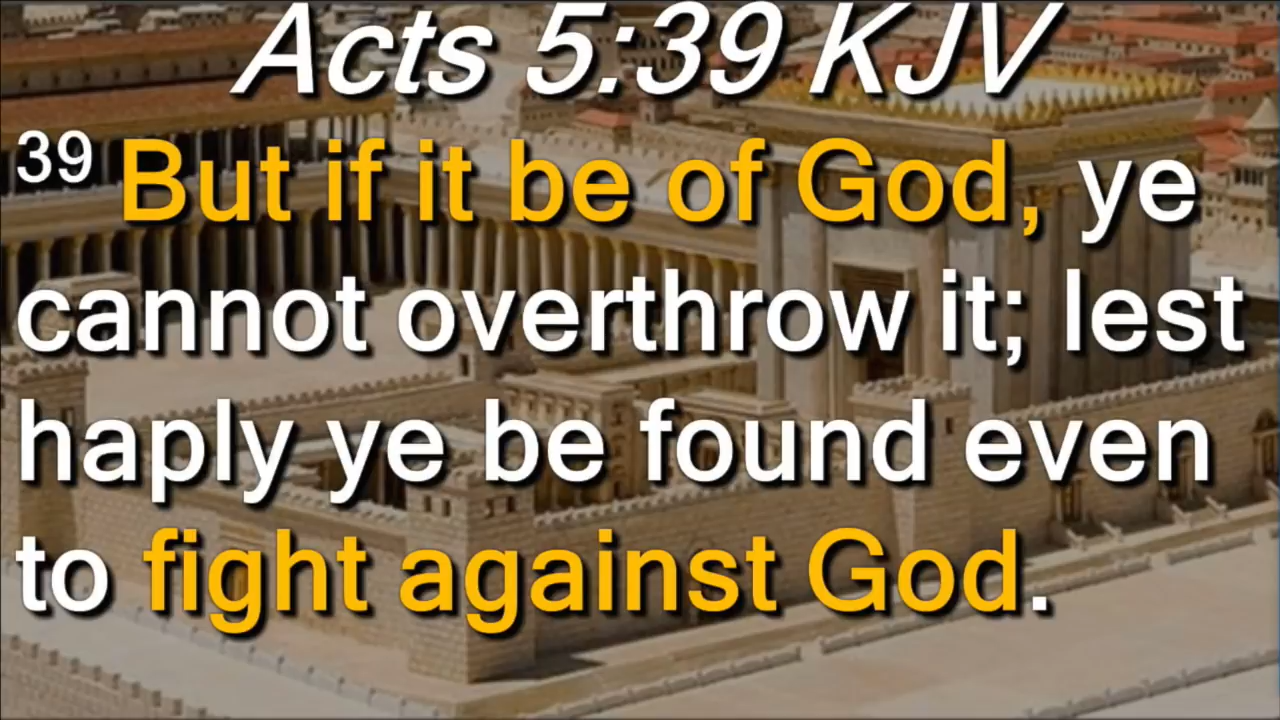 Acts 5:39 KJV
39 But if it be of God, ye
cannot overthrow it; lest
haply ye be found even
to fight against God.